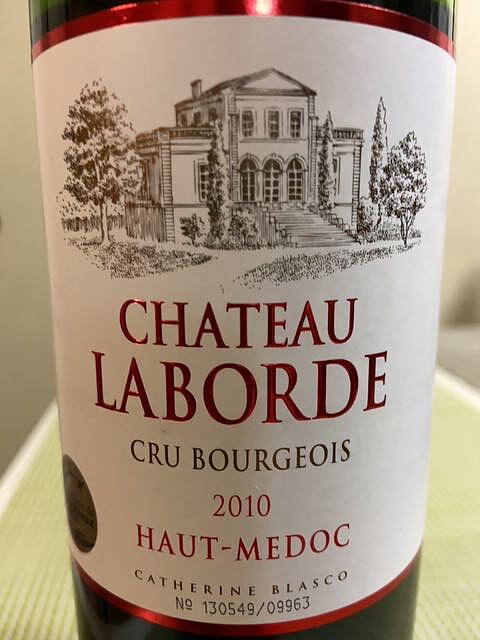 CHATEAU
LABORDE
CRU BOURGEOIS
2010
HAUT-MEDOC
CATHERINE BLASCO
Nº 130549/09963